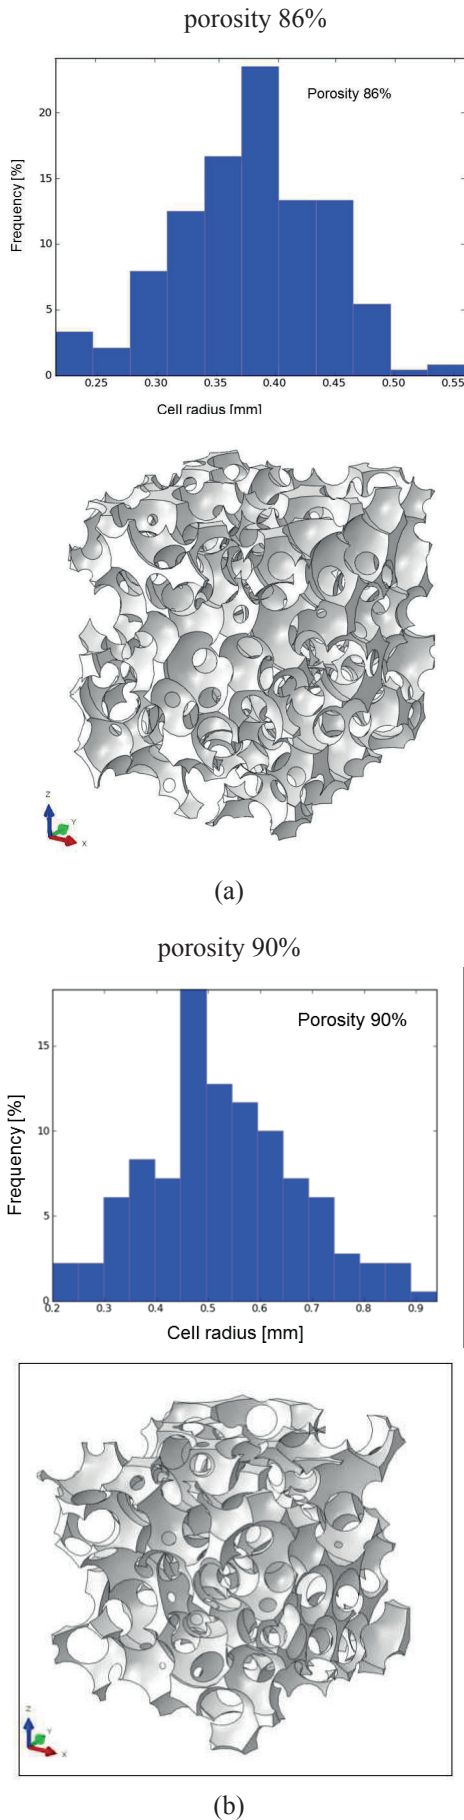 porosity 86%
Porosity 86%
Frequency [%]
20
15
10
5
0
0.25 0.30 0.35 0.40 0.45 0.50 0.55
Cell radius [mm]
Z
Y
X
(a)
porosity 90%
Porosity 90%
Frequency [%]
15
10
5
0
0.2 0.3 0.4 0.5 0.6 0.7 0.8 0.9
Cell radius [mm]
Z
Y
X
(b)